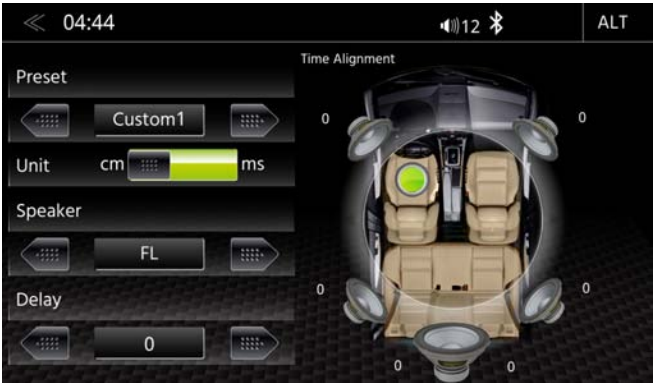 04:44
12
ALT
Time Alignment
Preset
Custom1
Unit
cm
ms
Speaker
FL
Delay
0
0
0
0
0
0
0